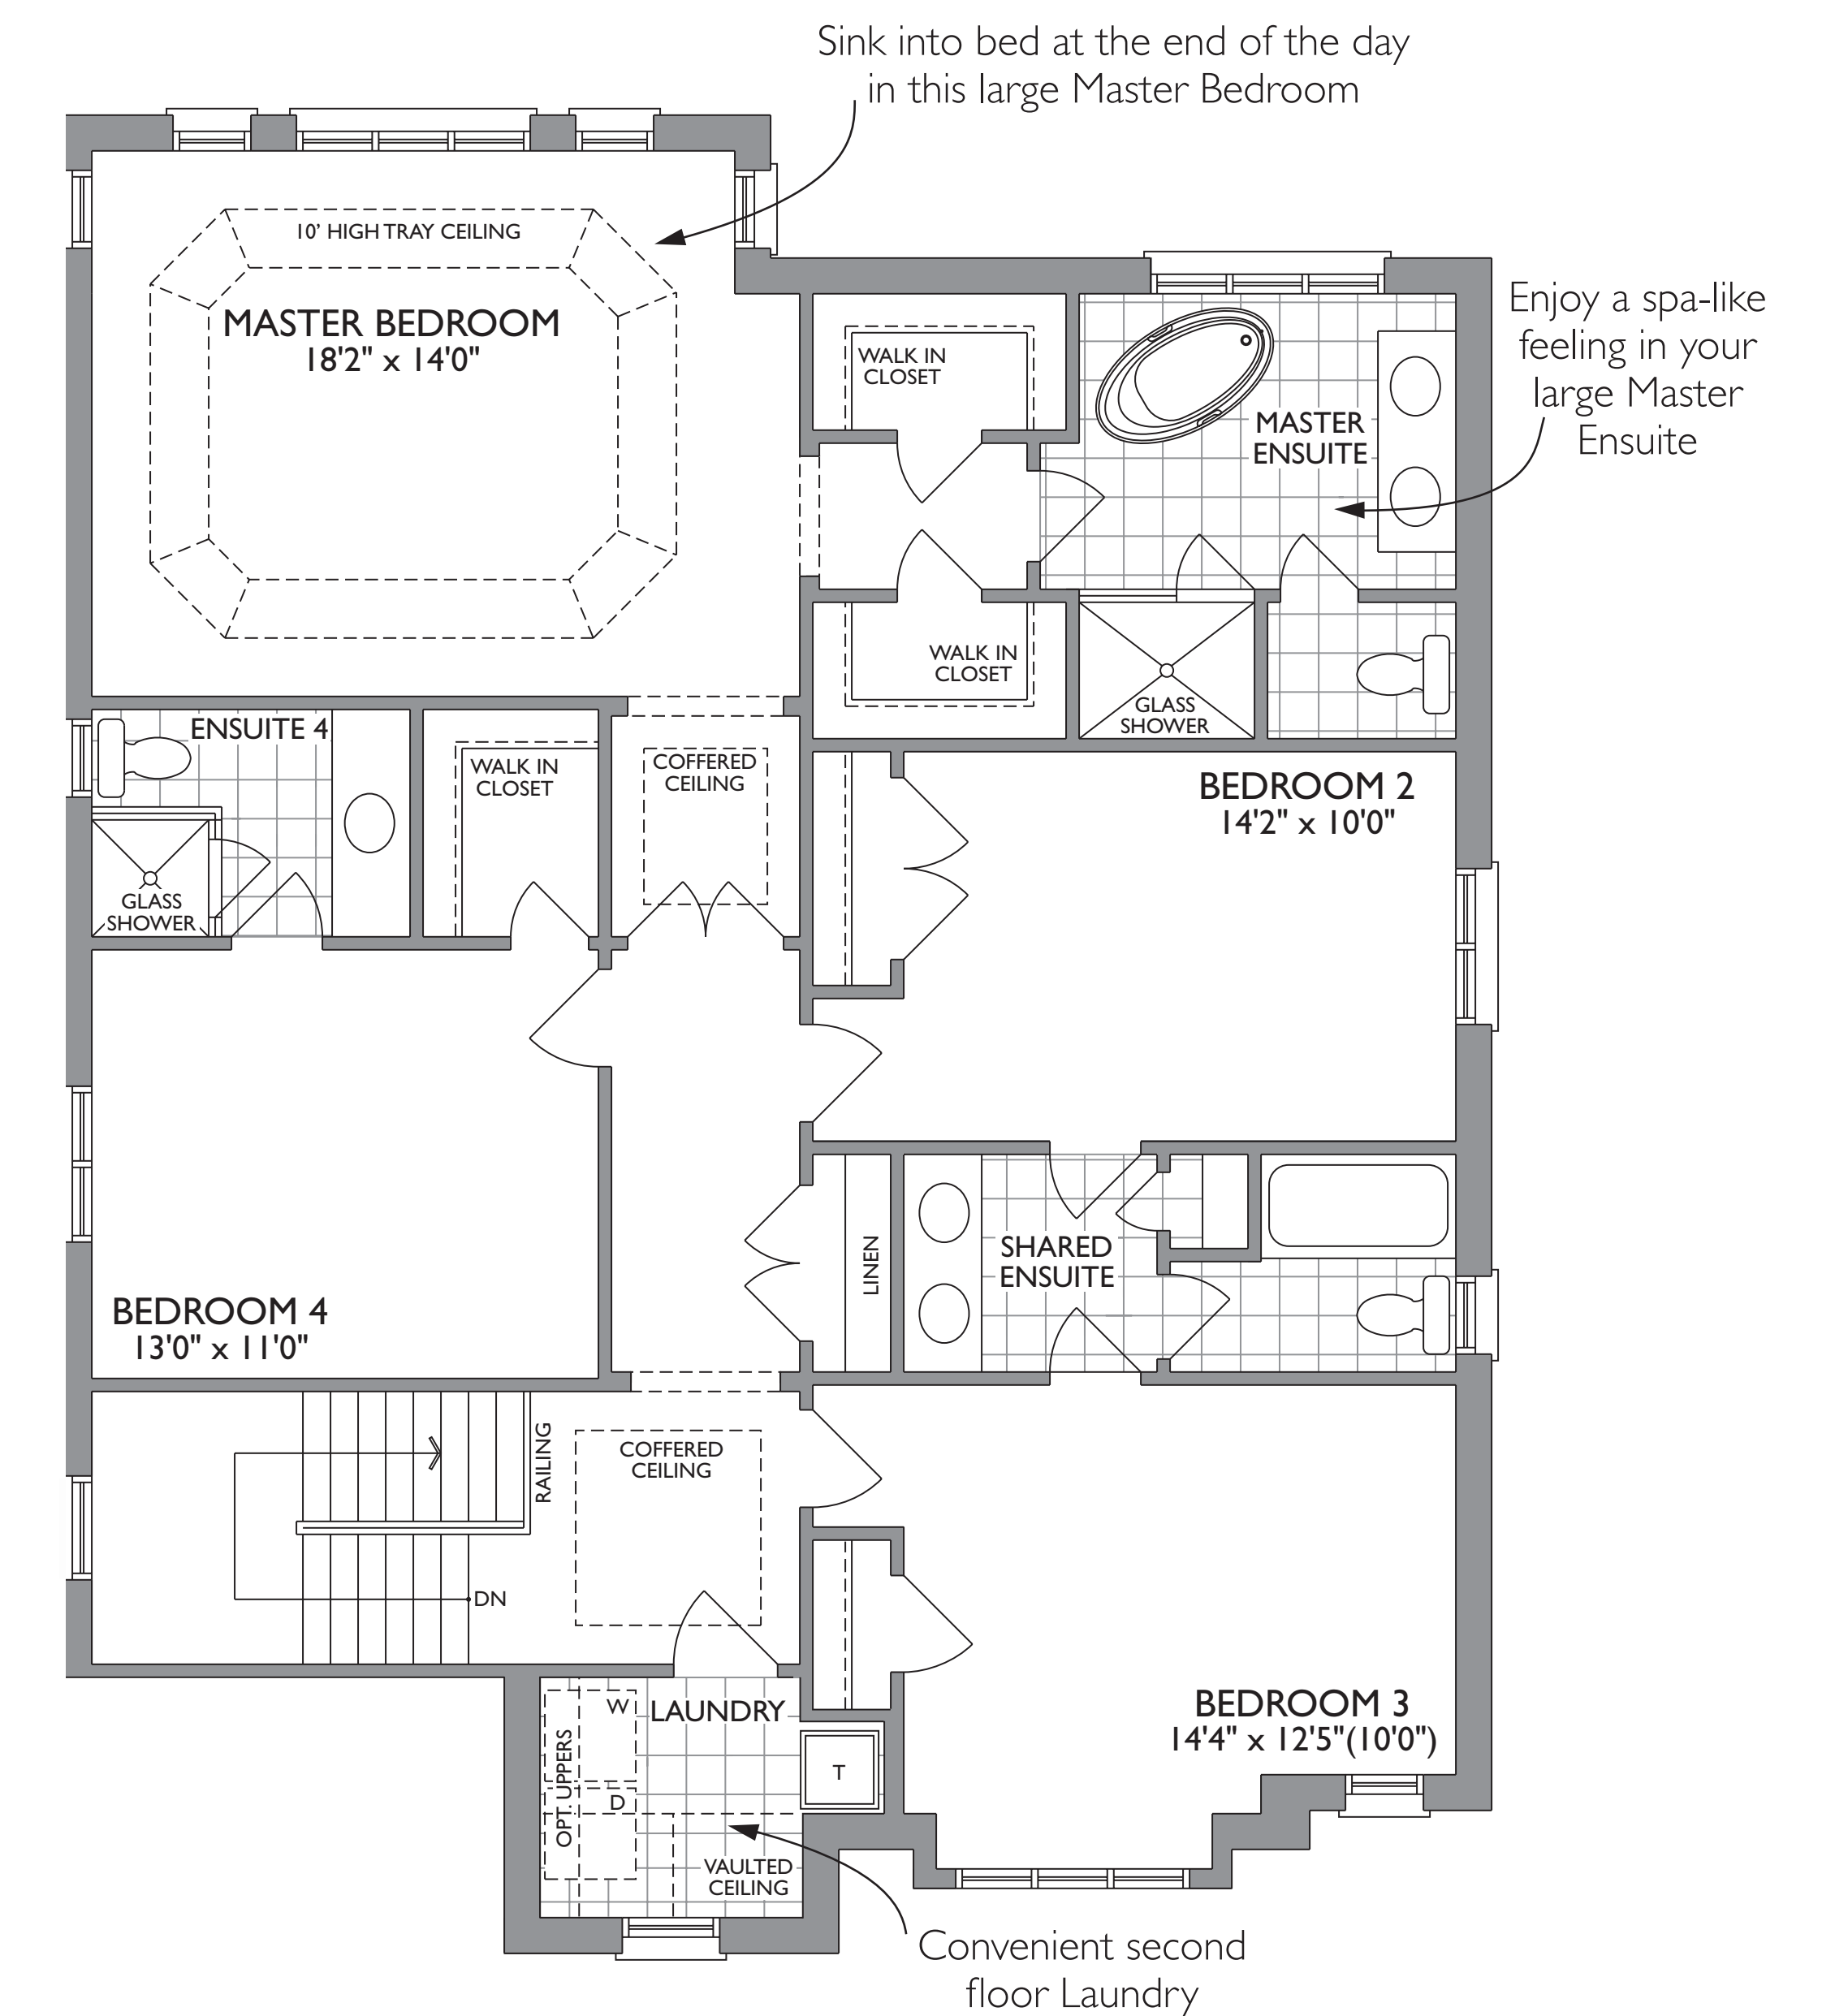 Sink into bed at the end of the day
in this large Master Bedroom
10' HIGH TRAY CEILING
MASTER BEDROOM
18'2" x 14'0"
WALK IN
CLOSET
MASTER
ENSUITE
Enjoy a spa-like
feeling in your
large Master
Ensuite
WALK IN
CLOSET
GLASS
SHOWER
ENSUITE 4
WALK IN
CLOSET
COFFERED
CEILING
BEDROOM 2
14'2" x 10'0"
GLASS
SHOWER
LINEN
SHARED
ENSUITE
BEDROOM 4
13'0" x 11'0"
RAILING
COFFERED
CEILING
DN
BEDROOM 3
14'4" x 12'5"(10'0")
W
LAUNDRY
OPT. UPPERS
D
T
VAULTED
CEILING
Convenient second
floor Laundry